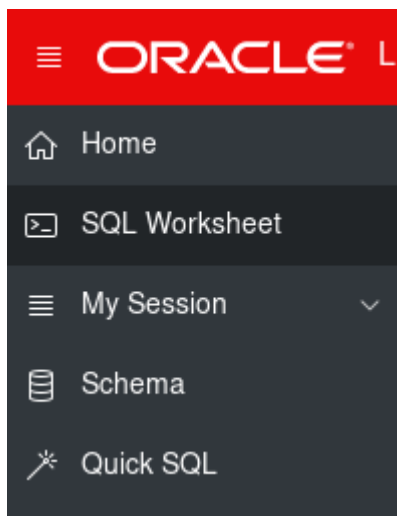 ORACLE® L
Home
SQL Worksheet
My Session
Schema
Quick SQL